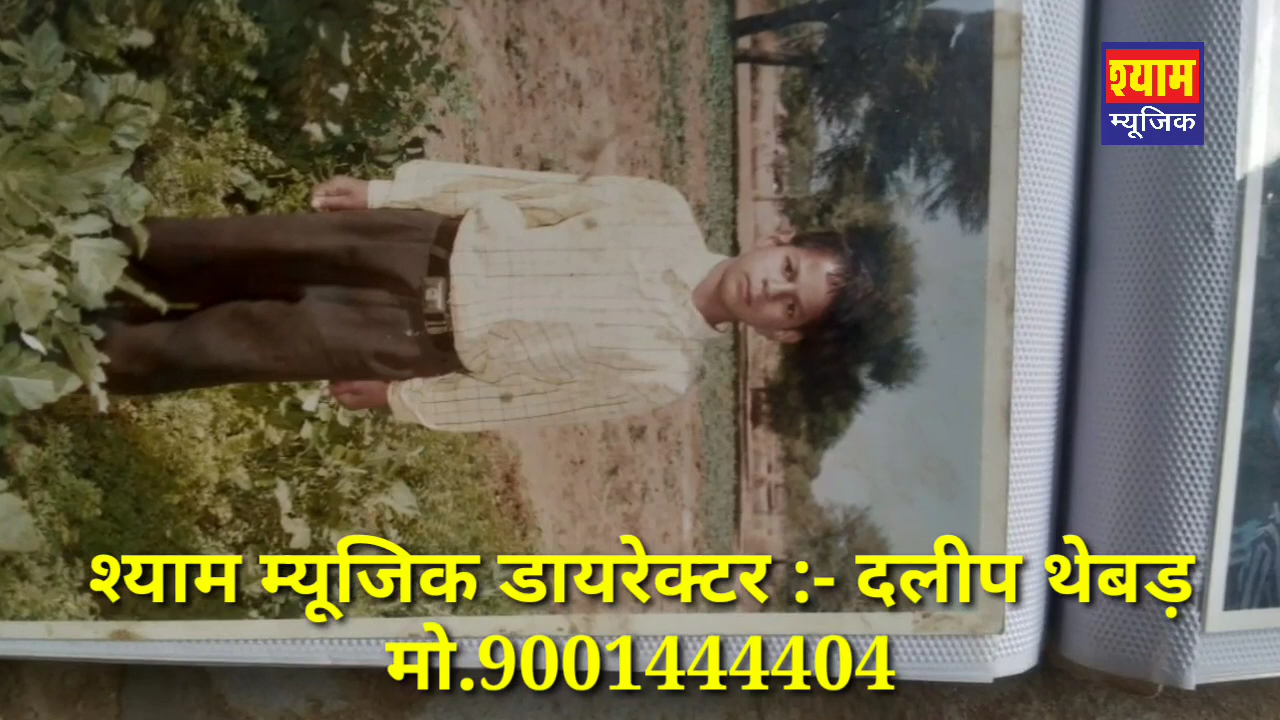 श्याम
म्यूजिक
श्याम म्यूजिक डायरेक्टर :- दलीप थेबड़
मो.9001444404